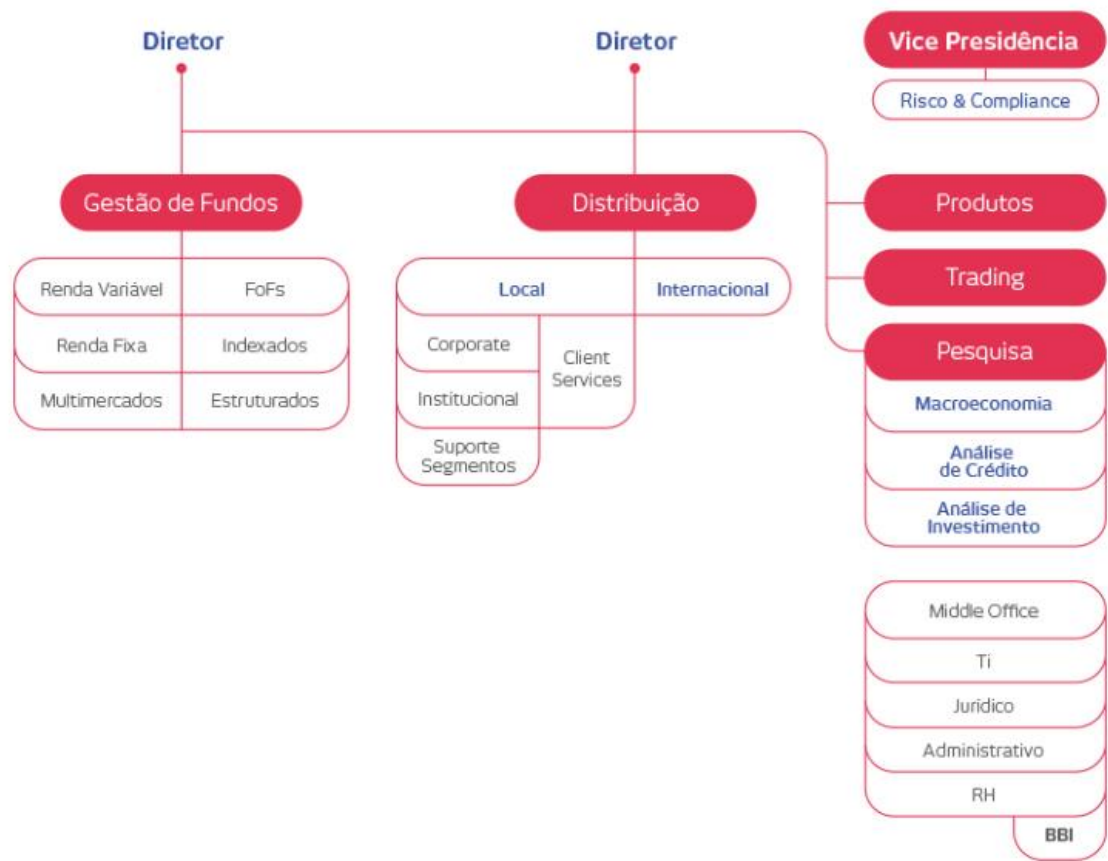 Diretor
Diretor
Vice Presidência
Risco & Compliance
Gestão de Fundos
Renda Variável
FoFs
Renda Fixa
Indexados
Multimercados
Estruturados
Distribuição
Local
Internacional
Corporate
Institucional
Suporte
Segmentos
Client
Services
Produtos
Trading
Pesquisa
Macroeconomia
Análise
de Crédito
Análise de
Investimento
Middle Office
Ti
Jurídico
Administrativo
RH
BBI